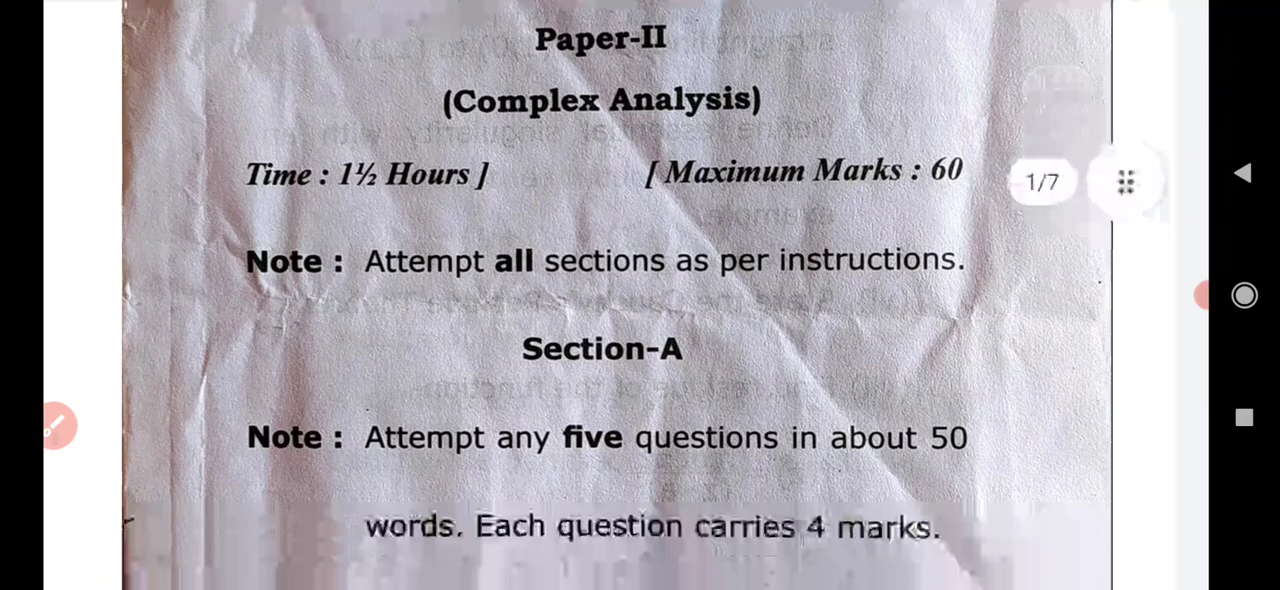 Paper-II
(Complex Analysis)
Time : 1½ Hours ] [ Maximum Marks : 60
1/7
Note : Attempt all sections as per instructions.
Section-A
Note : Attempt any five questions in about 50
words. Each question carries 4 marks.